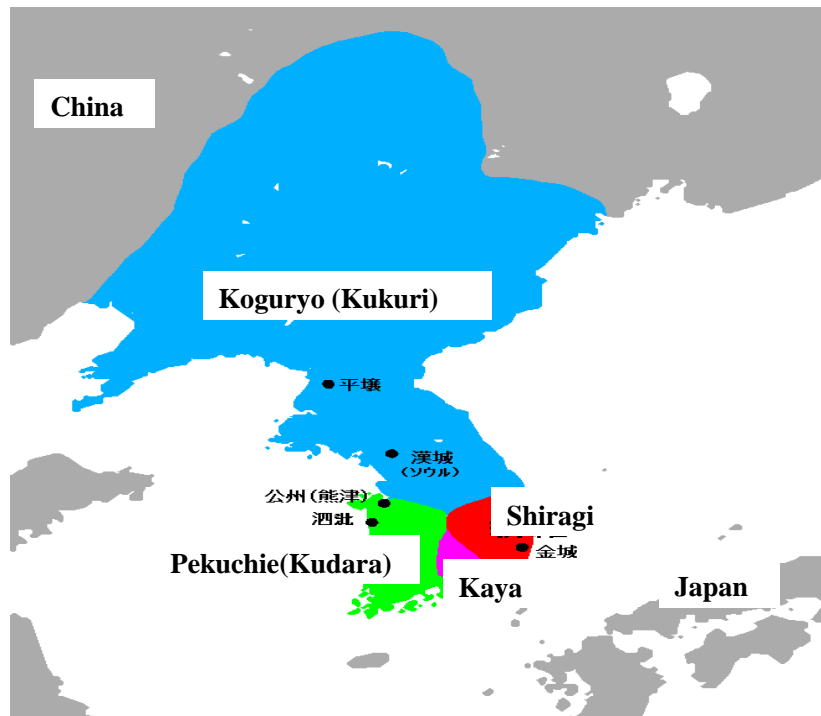 China
Koguryo (Kukuri)
平壌
漢城
(ソウル)
公州(熊津)
泗沘
Shiragi
金城
Pekuchie(Kudara)
Kaya
Japan